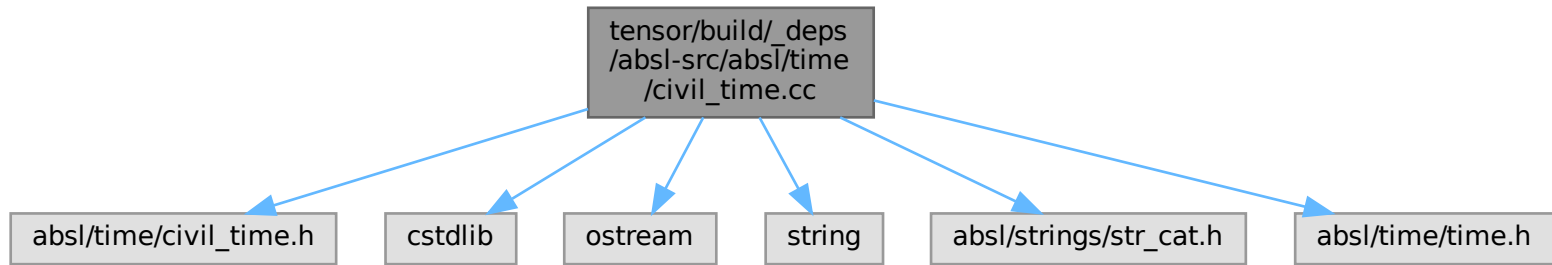 tensor/build/_deps
/absl-src/absl/time
/civil_time.cc
absl/time/civil_time.h
cstdlib
ostream
string
absl/strings/str_cat.h
absl/time/time.h